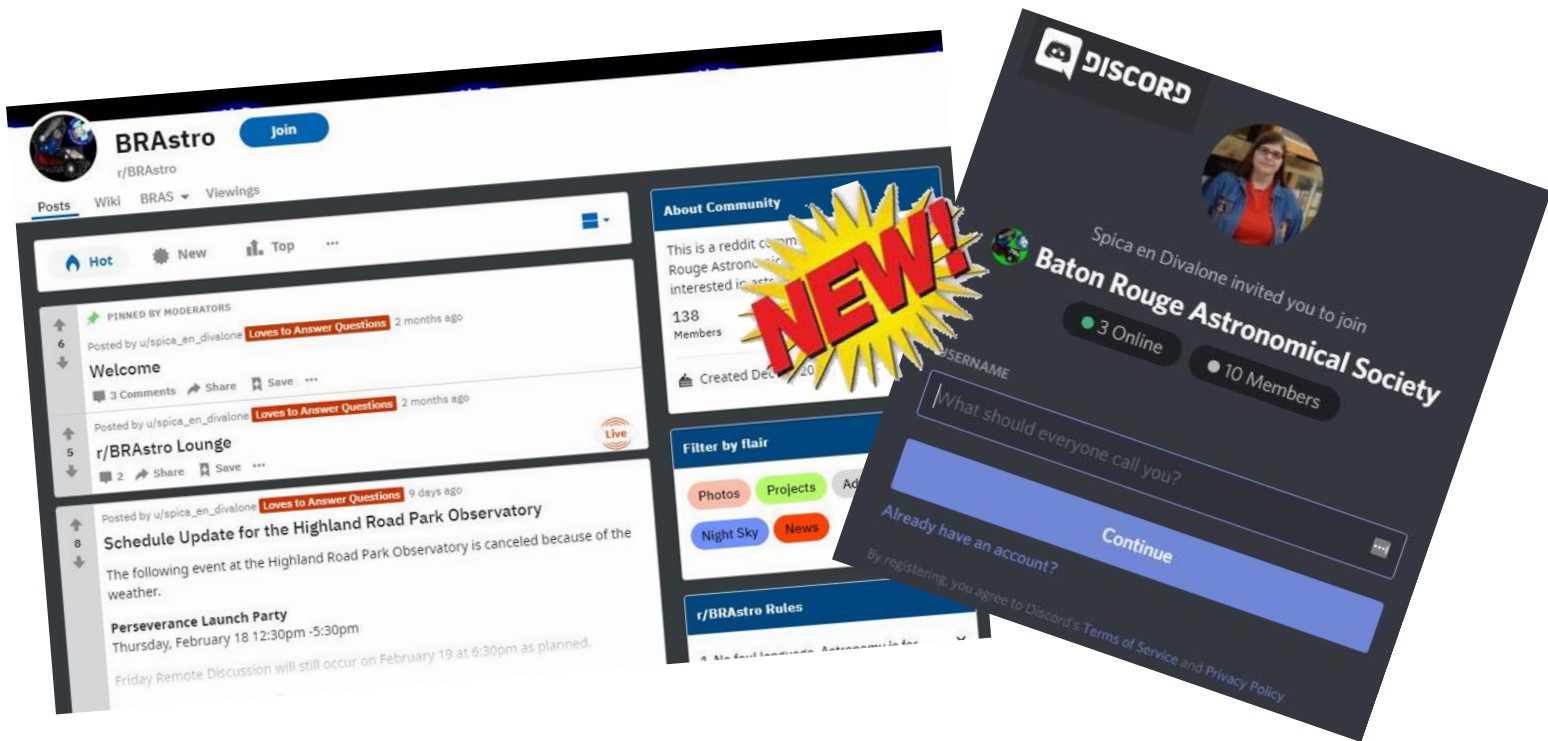 BRAstro
Join
r/BRAstro
Posts Wiki BRAS Viewings
Hot New Top ...
PINNED BY MODERATORS
6
Posted by u/spica_en_divalone Loves to Answer Questions 2 months ago
Welcome
3 Comments Share Save ...
5
Posted by u/spica_en_divalone Loves to Answer Questions 2 months ago
r/BRAstro Lounge
Live
2 Share Save ...
8
Posted by u/spica_en_divalone Loves to Answer Questions 9 days ago
Schedule Update for the Highland Road Park Observatory
The following event at the Highland Road Park Observatory is canceled because of the
weather.
Perseverance Launch Party
Thursday, February 18 12:30pm -5:30pm
Friday Remote Discussion will still occur on February 19 at 6:30pm as planned.
About Community
This is a reddit
Rouge
interested in
138
Members
Created
NEW!
Filter by flair
Photos Projects
Night Sky News
r/BRAstro Rules
1. No foul language. Astronomy is for
DISCORD
Spica en Divalone invited you to join
Baton Rouge Astronomical Society
3 Online 10 Members
USERNAME
What should everyone call you?
Continue
Already have an account?
By registering, you agree to Discord's Terms of Service and Privacy Policy.